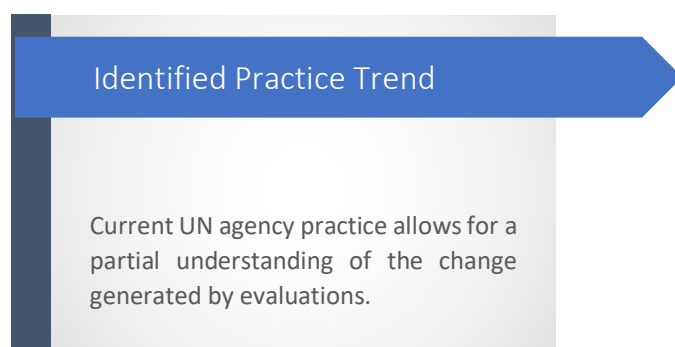 Identified Practice Trend
Current UN agency practice allows for a
partial understanding of the change
generated by evaluations.